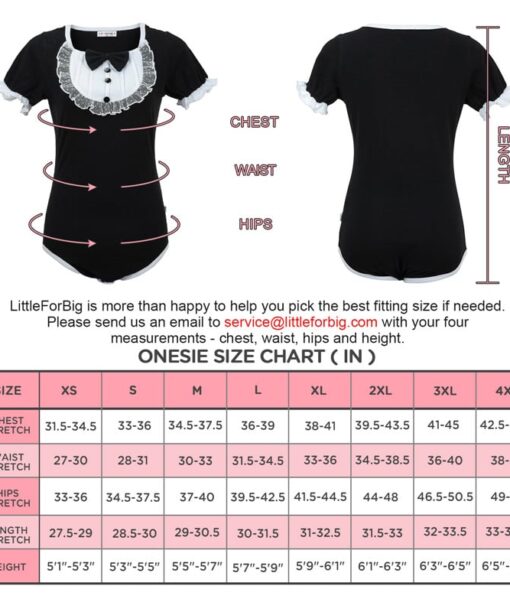 CHEST
WAIST
HIPS
LENGTH
LittleForBig is more than happy to help you pick the best fitting size if needed.
Please send us an email to service@littleforbig.com with your four
measurements - chest, waist, hips and height.
ONESIE SIZE CHART ( IN )
SIZE XS S M L XL 2XL 3XL 4X
HEST 31.5-34.5 33-36 34.5-37.5 36-39 38-41 39.5-43.5 41-45 42.5-
RETCH
WAIST 27-30 28-31 30-33 31.5-34.5 33-36 34.5-38.5 36-40 38-
RETCH
HIPS 33-36 34.5-37.5 37-40 39.5-42.5 41.5-44.5 44-48 46.5-50.5 49-
RETCH
NGTH 27.5-29 28.5-30 29-30.5 30-31.5 31-32.5 31.5-33 32-33.5 33-3
RETCH
EIGHT 5'1"-5'3" 5'3"-5'5" 5'5"-5'7" 5'7"-5'9" 5'9"-6'1" 6'1"-6'3" 6'3"-6'5" 6'5"-